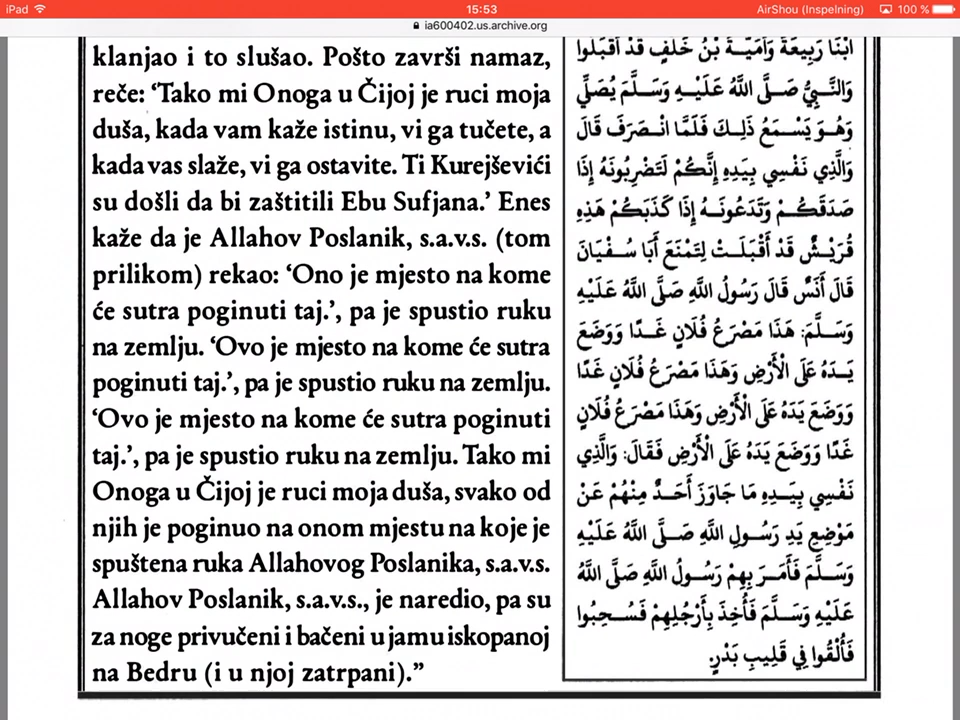 iPad
15:53
AirShou (Inspelning)
100 %
ia600402.us.archive.org
klanjao i to slušao. Pošto završi namaz,
reče: ‘Tako mi Onoga u Čijoj je ruci moja
duša, kada vam kaže istinu, vi ga tučete, a
kada vas slaže, vi ga ostavite. Ti Kurejševići
su došli da bi zaštitili Ebu Sufjana.’ Enes
kaže da je Allahov Poslanik, s.a.v.s. (tom
prilikom) rekao: ‘Ono je mjesto na kome
će sutra poginuti taj.’, pa je spustio ruku
na zemlju. ‘Ovo je mjesto na kome će sutra
poginuti taj.’, pa je spustio ruku na zemlju.
‘Ovo je mjesto na kome će sutra poginuti
taj.’, pa je spustio ruku na zemlju. Tako mi
Onoga u Čijoj je ruci moja duša, svako od
njih je poginuo na onom mjestu na koje je
spuštena ruka Allahovog Poslanika, s.a.v.s.
Allahov Poslanik, s.a.v.s., je naredio, pa su
za noge privučeni i bačeni u jamu iskopanoj
na Bedru (i u njoj zatrpani).”
ابْنَا رَبِيعَةَ وَأُمَيَّةُ بْنُ خَلَفٍ قَدْ أَقْبَلُوا
وَالنَّبِيُّ صَلَّى اللَّهُ عَلَيْهِ وَسَلَّمَ يُصَلِّي
وَهُوَ يَسْمَعُ ذَلِكَ فَلَمَّا انْصَرَفَ قَالَ
وَالَّذِي نَفْسِي بِيَدِهِ إِنَّكُمْ لَتَضْرِبُونَهُ إِذَا
صَدَقَكُمْ وَتَدَعُونَهُ إِذَا كَذَبَكُمْ هَذِهِ
قُرَيْشٌ قَدْ أَقْبَلَتْ لِتَمْنَعَ أَبَا سُفْيَانَ
قَالَ أَنَسٌ قَالَ رَسُولُ اللَّهِ صَلَّى اللَّهُ عَلَيْهِ
وَسَلَّمَ: هَذَا مَصْرَعُ فُلَانٍ غَدًا وَوَضَعَ
يَدَهُ عَلَى الْأَرْضِ وَهَذَا مَصْرَعُ فُلَانٍ غَدًا
وَوَضَعَ يَدَهُ عَلَى الْأَرْضِ وَهَذَا مَصْرَعُ فُلَانٍ
غَدًا وَوَضَعَ يَدَهُ عَلَى الْأَرْضِ فَقَالَ: وَالَّذِي
نَفْسِي بِيَدِهِ مَا جَاوَزَ أَحَدٌ مِنْهُمْ عَنْ
مَوْضِعِ يَدِ رَسُولِ اللَّهِ صَلَّى اللَّهُ عَلَيْهِ
وَسَلَّمَ فَأَمَرَ بِهِمْ رَسُولُ اللَّهِ صَلَّى اللَّهُ
عَلَيْهِ وَسَلَّمَ فَأُخِذَ بِأَرْجُلِهِمْ فَسُحِبُوا
فَأُلْقُوا فِي قَلِيبِ بَدْرٍ.